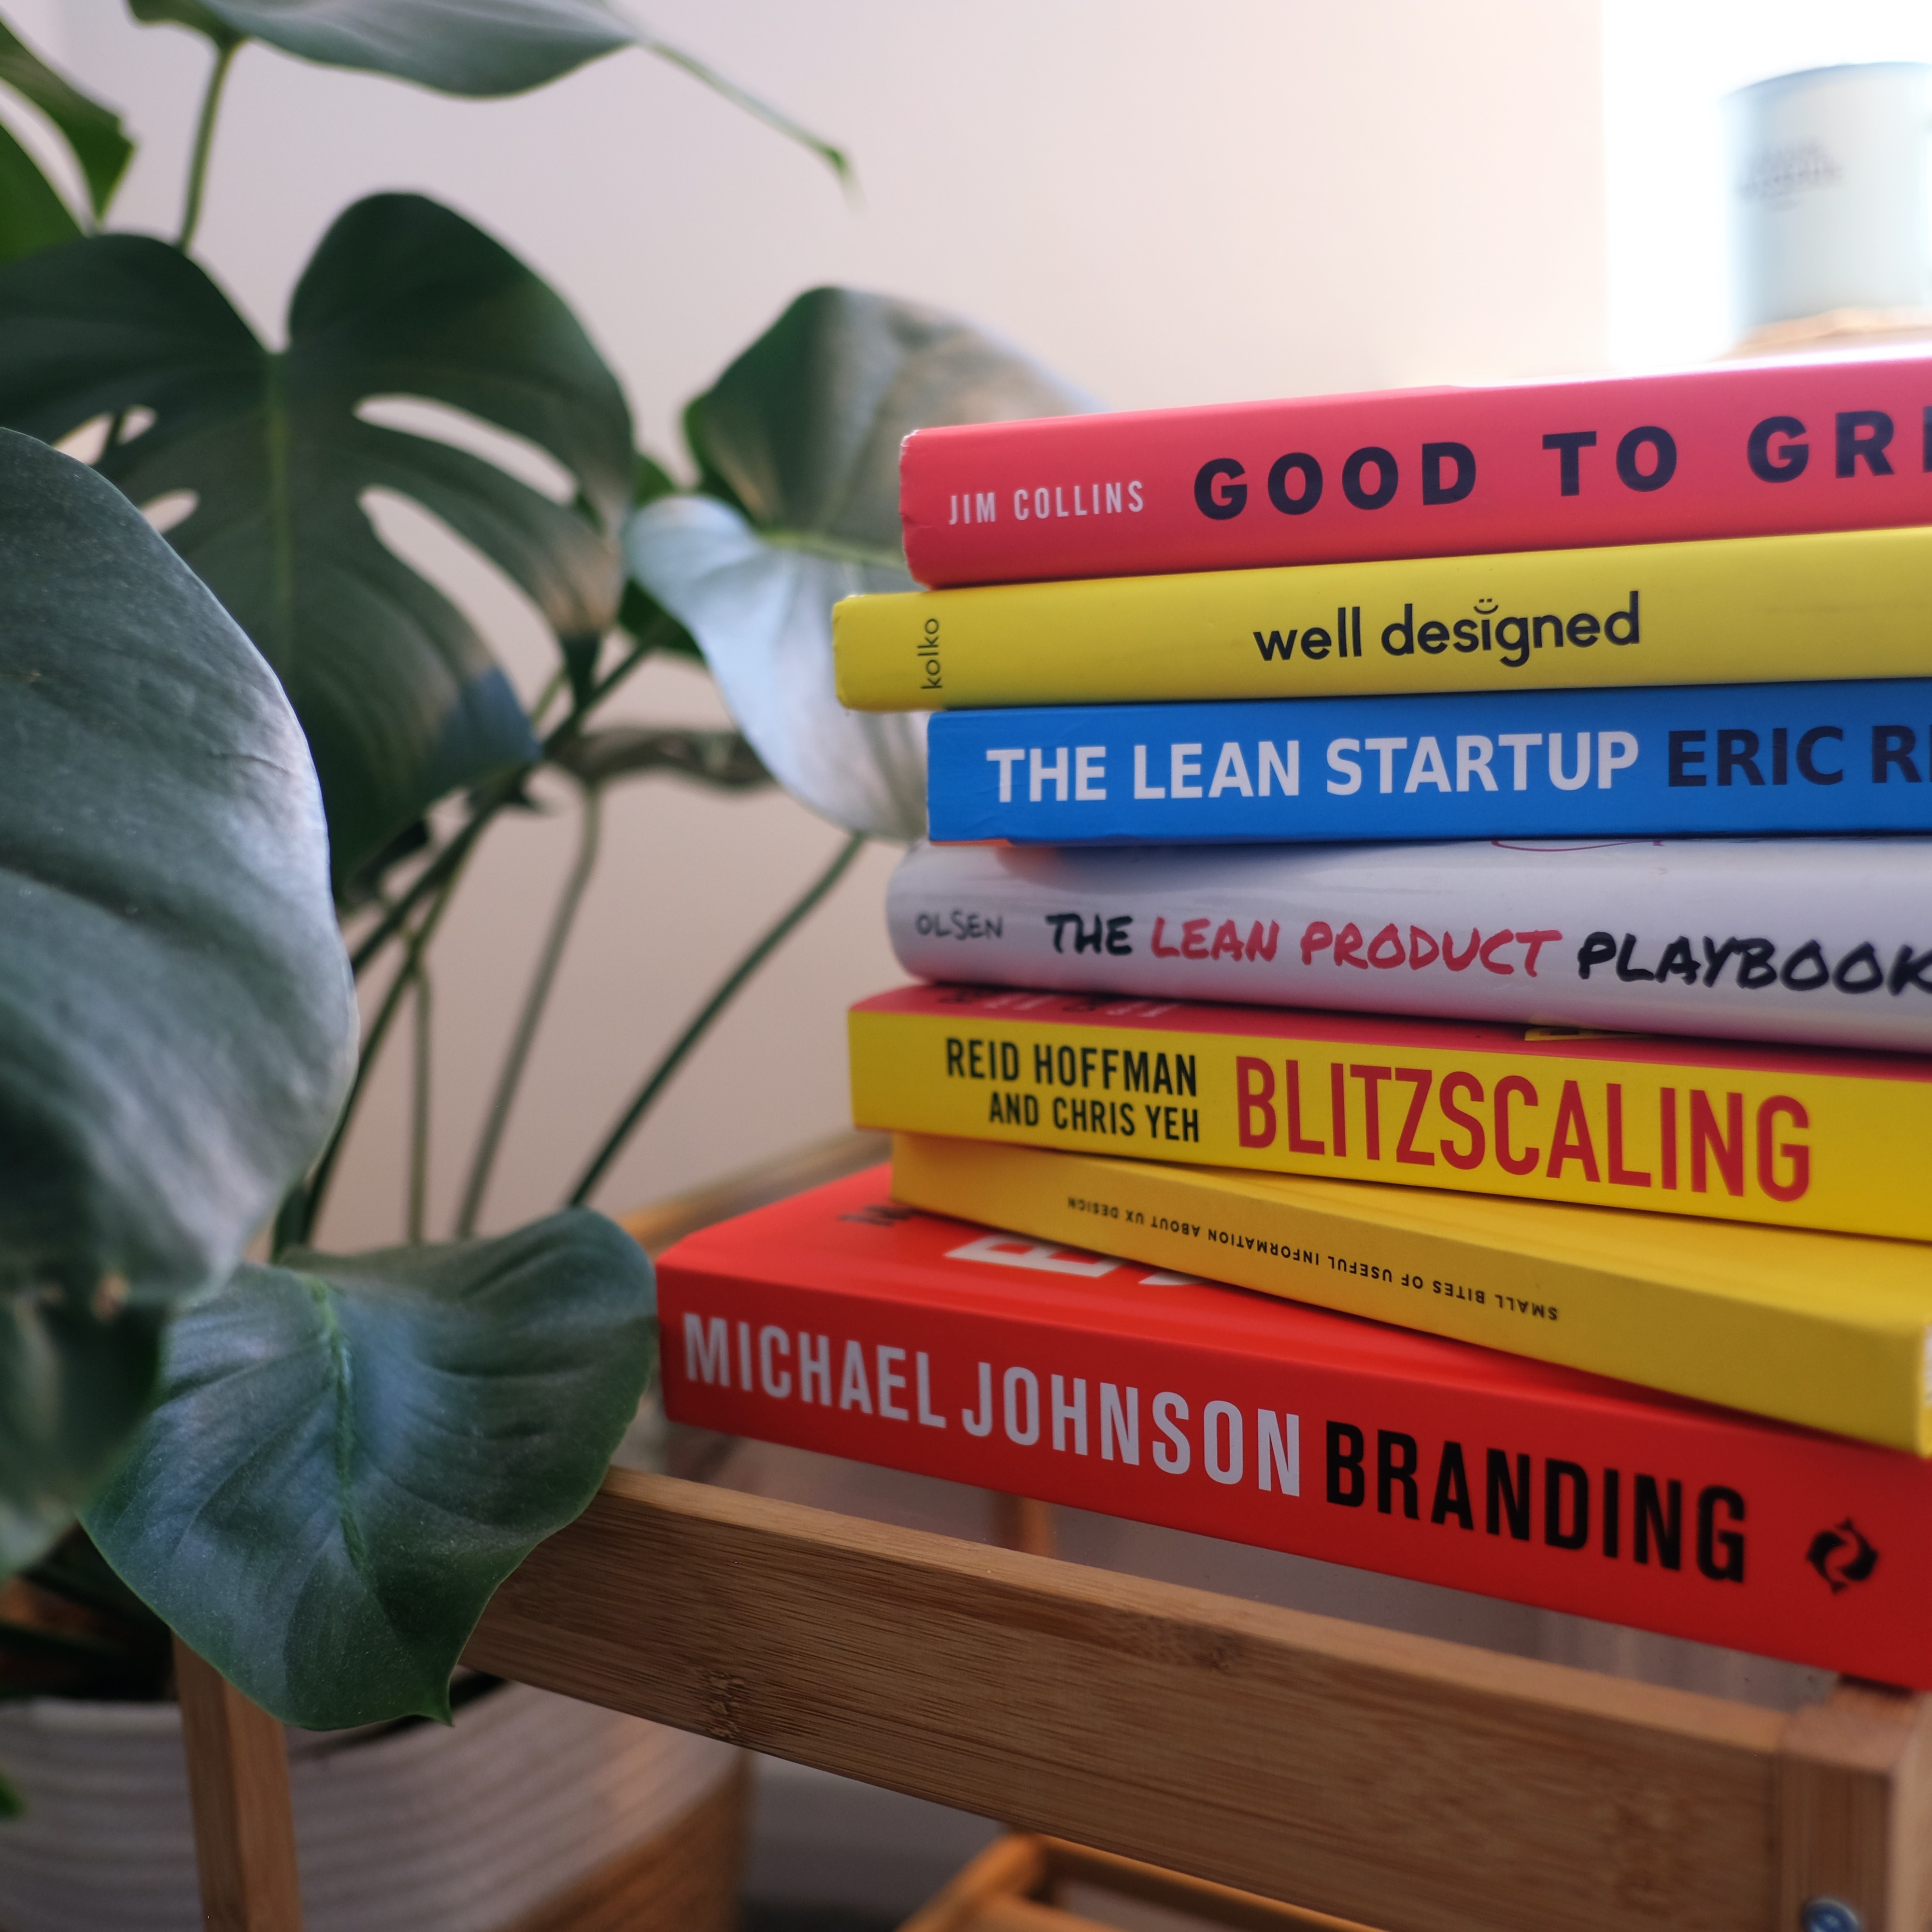 JIM COLLINS GOOD TO GR
kolko well designed
THE LEAN STARTUP ERIC R
OLSEN THE LEAN PRODUCT PLAYBOOK
REID HOFFMAN
AND CHRIS YEH
BLITZSCALING
SMALL BITES OF USEFUL INFORMATION ABOUT UX DESIGN
MICHAEL JOHNSON BRANDING